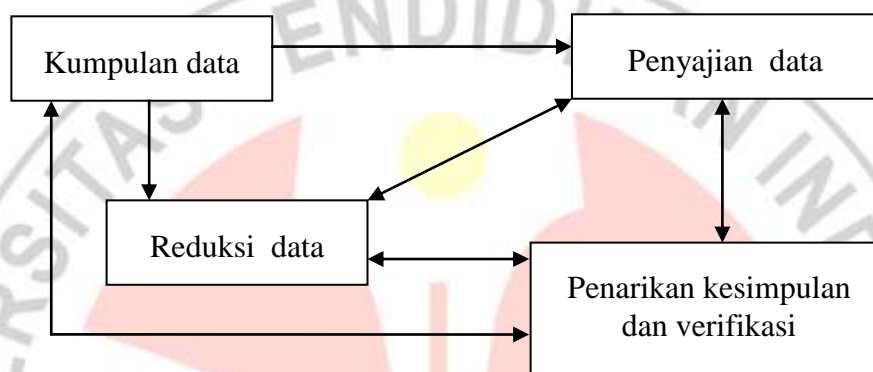 Kumpulan data
Penyajian data
Reduksi data
Penarikan kesimpulan
dan verifikasi